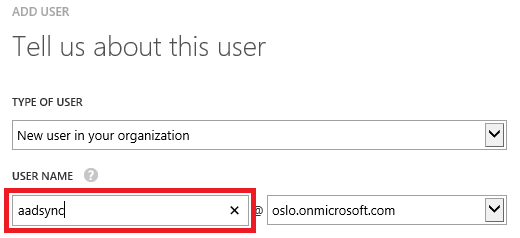 ADD USER
Tell us about this user
TYPE OF USER
New user in your organization
USER NAME ?
aadsync × @ oslo.onmicrosoft.com